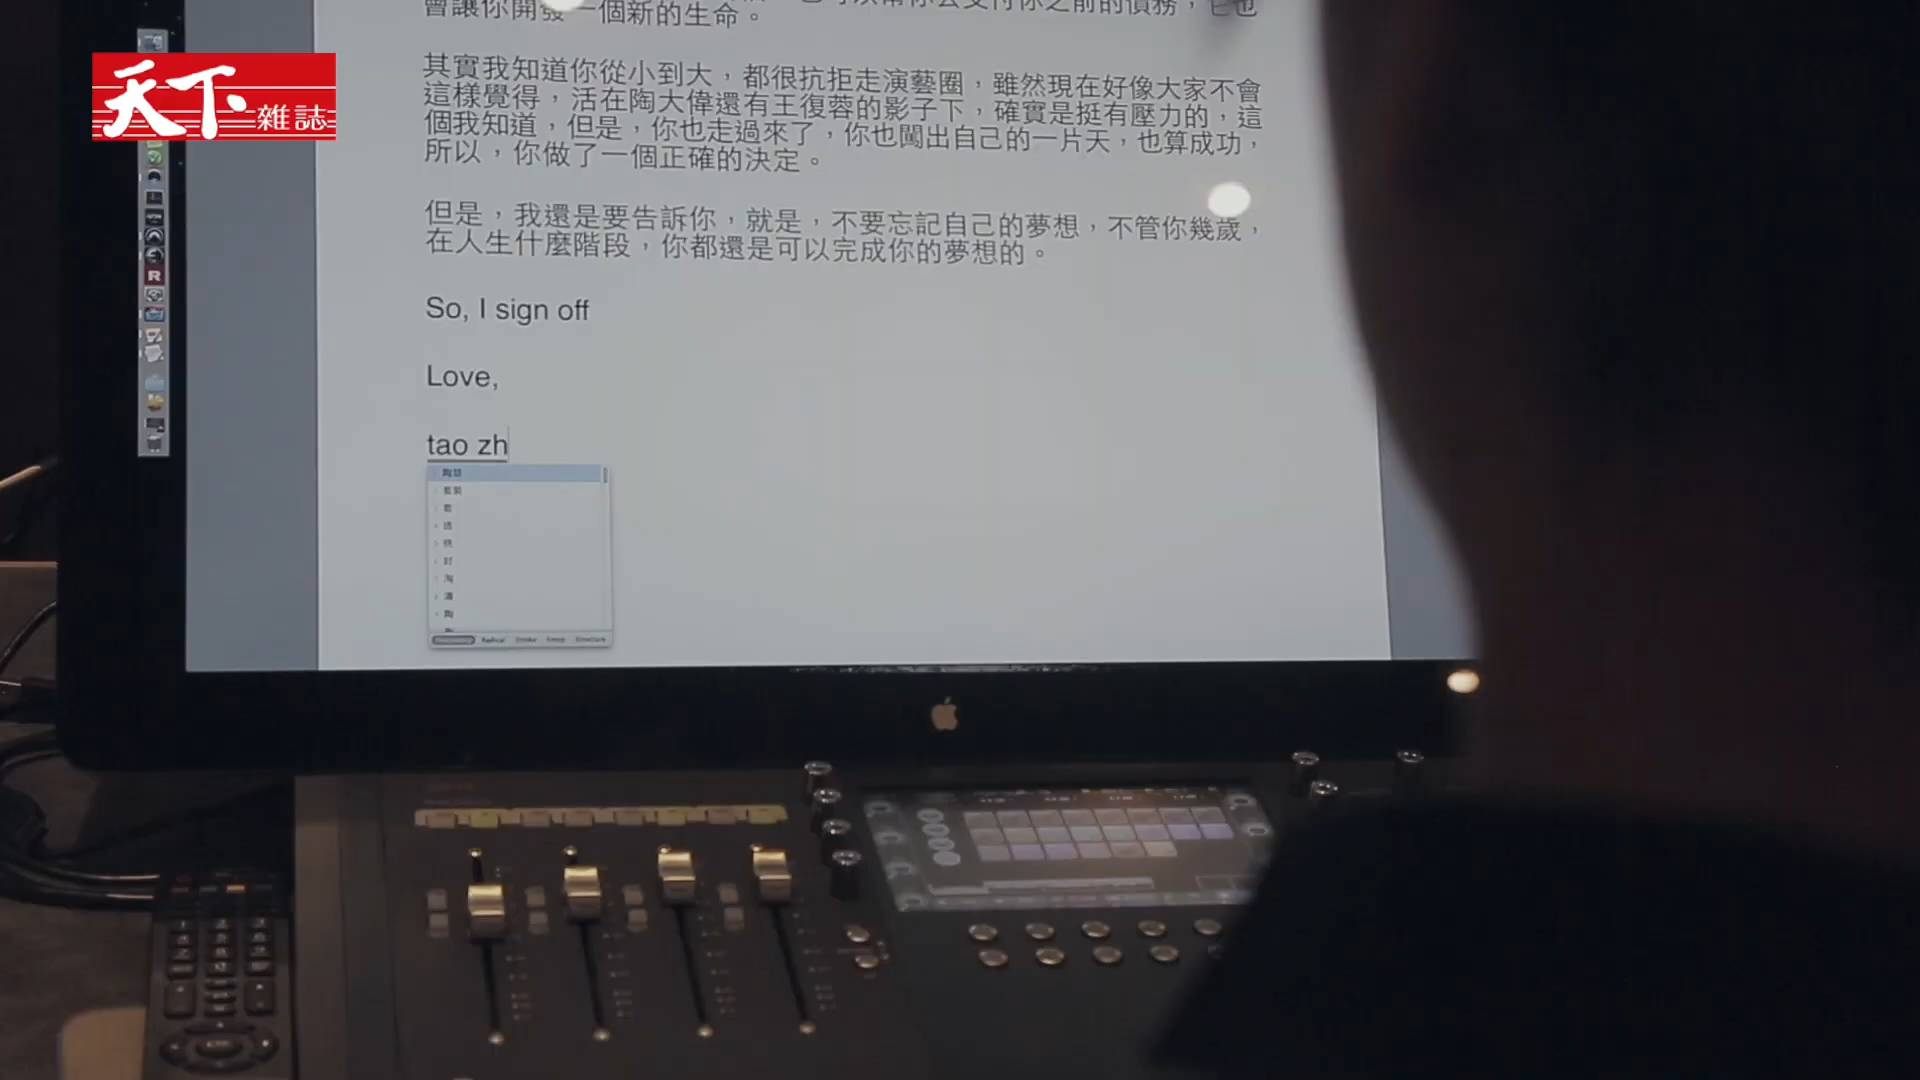 會讓你開發一個新的生命。
天下雜誌
其實我知道你從小到大，都很抗拒走演藝圈，雖然現在好像大家不會
這樣覺得，活在陶大偉還有王復蓉的影子下，確實是挺有壓力的，這
個我知道，但是，你也走過來了，你也闖出自己的一片天，也算成功，
所以，你做了一個正確的決定。
但是，我還是要告訴你，就是，不要忘記自己的夢想，不管你幾歲，
在人生什麼階段，你都還是可以完成你的夢想的。
So, I sign off
Love,
tao zh